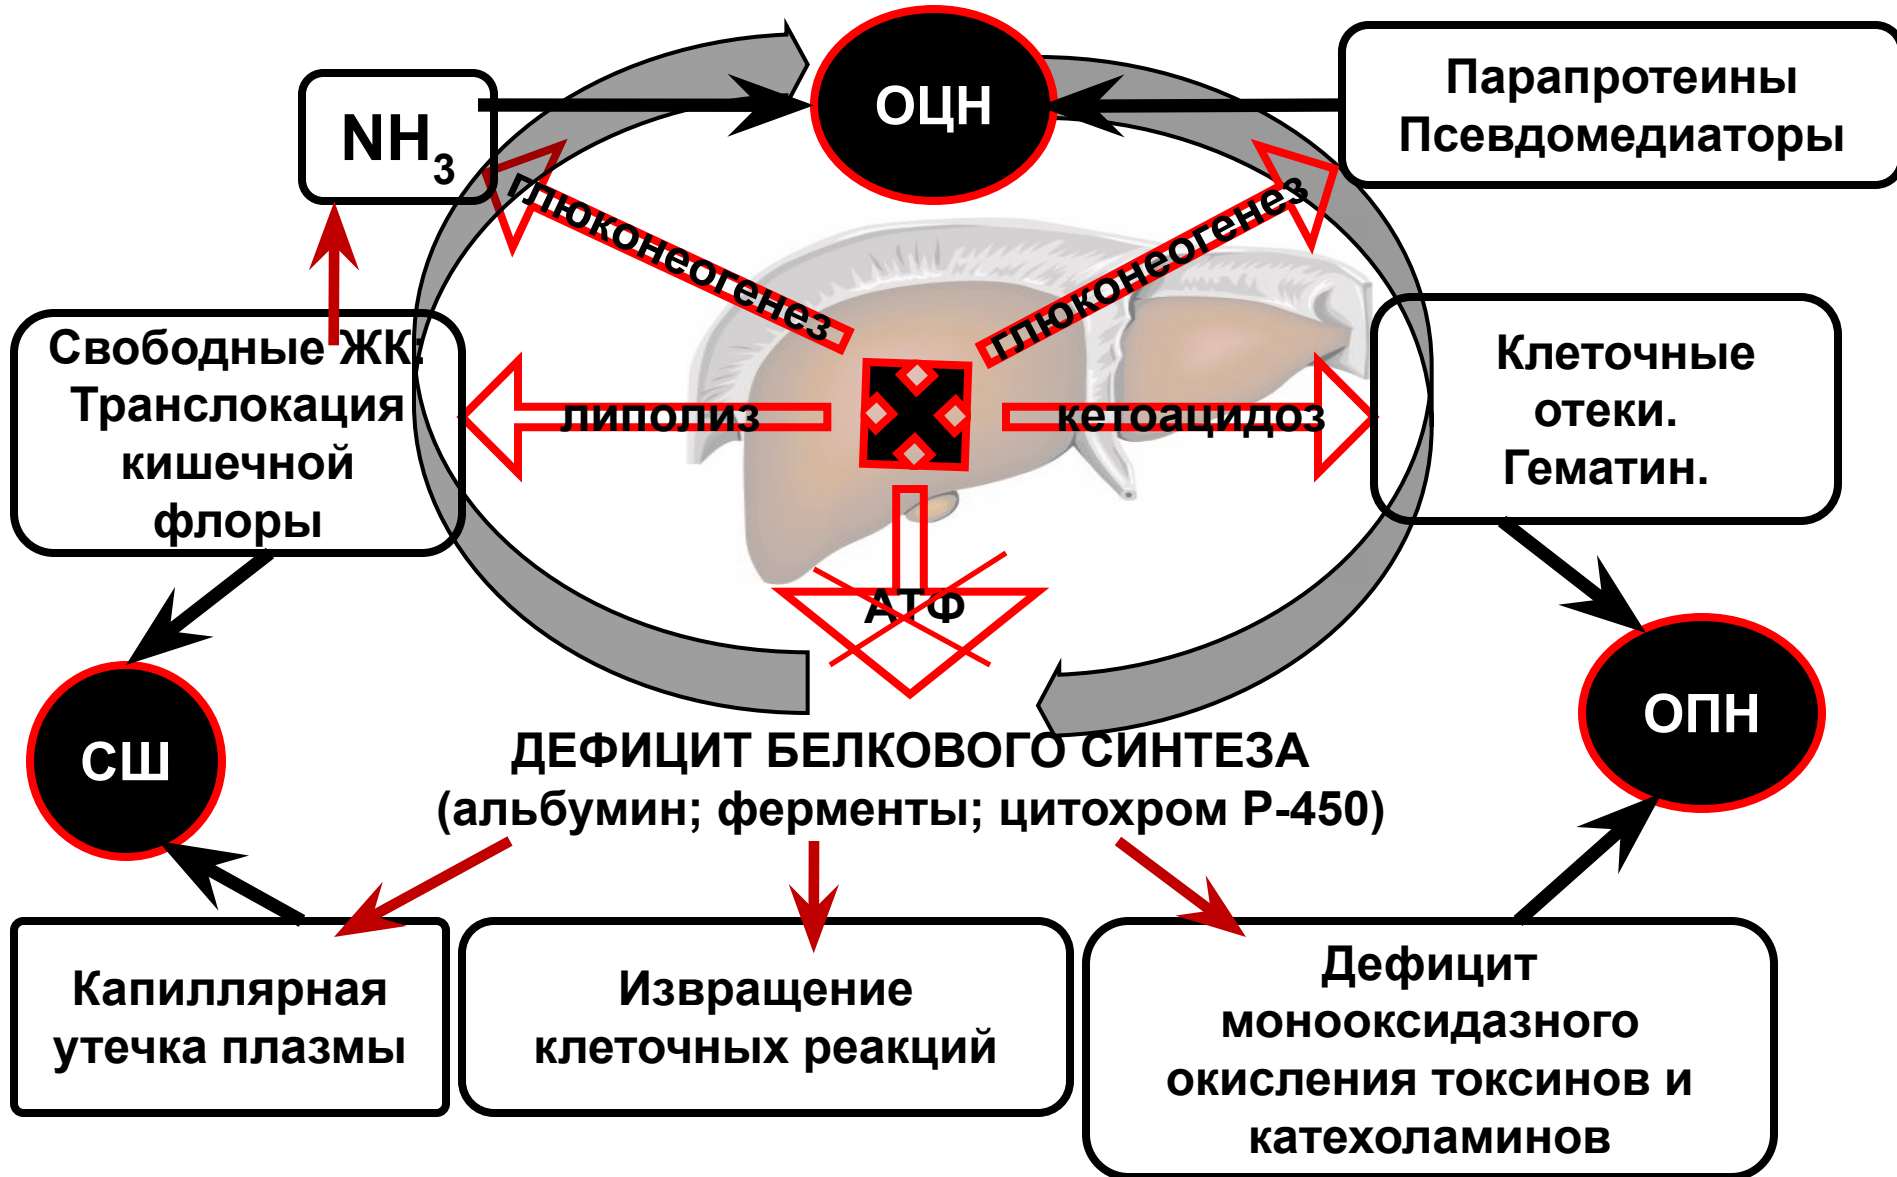 ОЦН
Парапротеины
Псевдомедиаторы
NH₃
глюконеогенез
глюконеогенез
Свободные ЖК:
Транслокация
кишечной
флоры
липолиз
кетоацидоз
Клеточные
отеки.
Гематин.
АТФ
СШ
ОПН
ДЕФИЦИТ БЕЛКОВОГО СИНТЕЗА
(альбумин; ферменты; цитохром Р-450)
Капиллярная
утечка плазмы
Извращение
клеточных реакций
Дефицит
монооксидазного
окисления токсинов и
катехоламинов